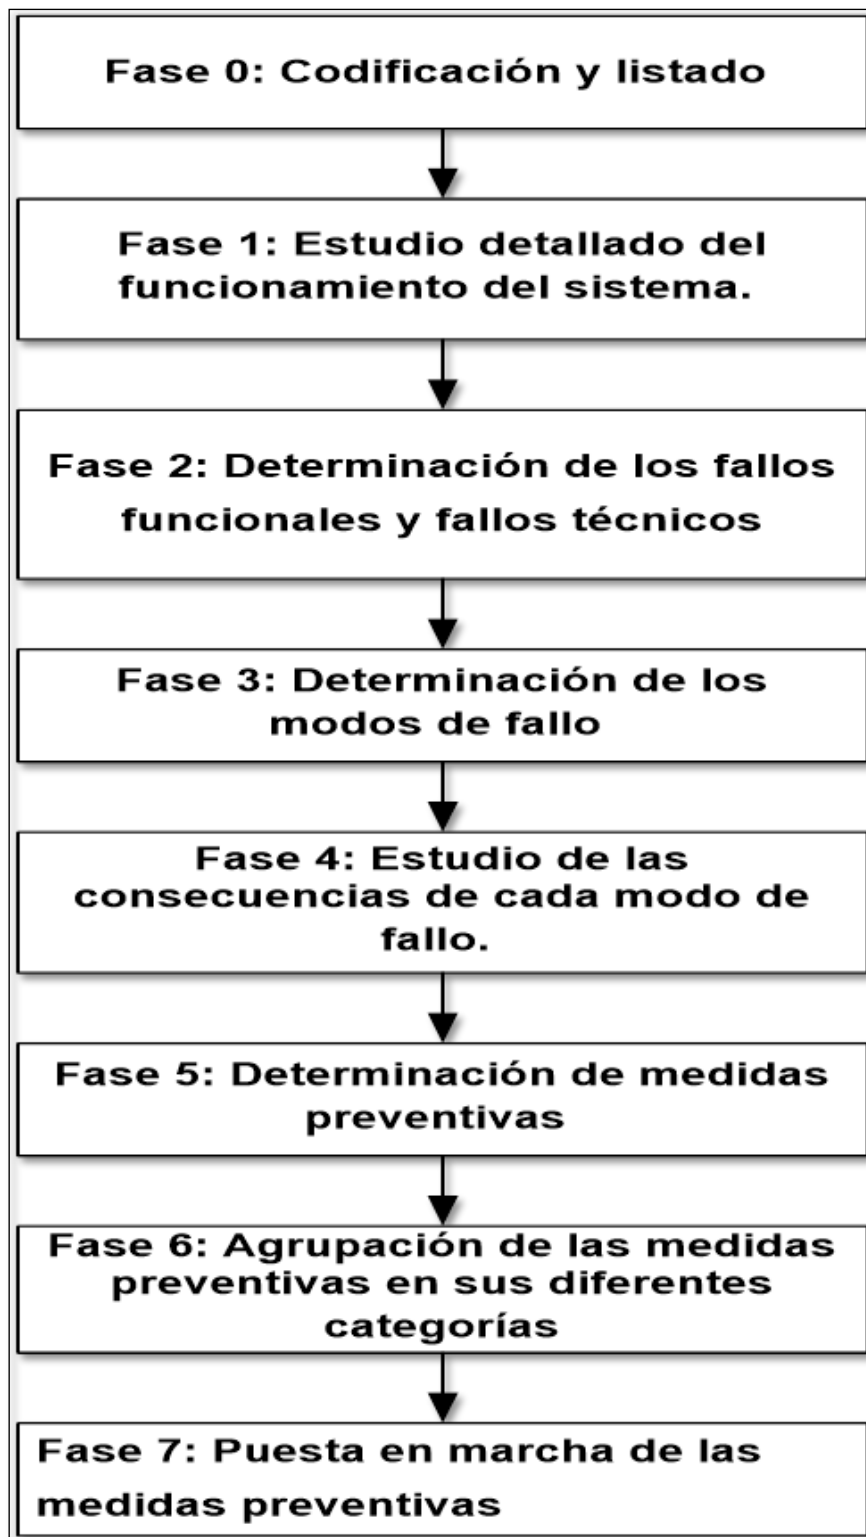 Fase 0: Codificación y listado
Fase 1: Estudio detallado del
funcionamiento del sistema.
Fase 2: Determinación de los fallos
funcionales y fallos técnicos
Fase 3: Determinación de los
modos de fallo
Fase 4: Estudio de las
consecuencias de cada modo de
fallo.
Fase 5: Determinación de medidas
preventivas
Fase 6: Agrupación de las medidas
preventivas en sus diferentes
categorías
Fase 7: Puesta en marcha de las
medidas preventivas